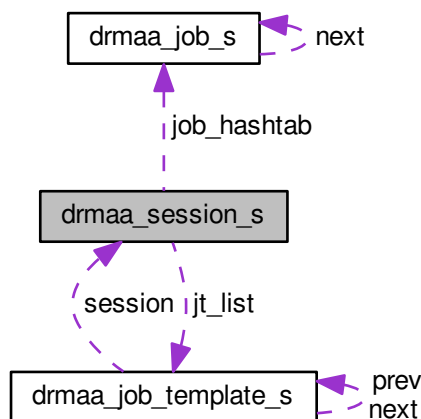 drmaa_job_s
next
job_hashtab
drmaa_session_s
session
jt_list
drmaa_job_template_s
prev
next